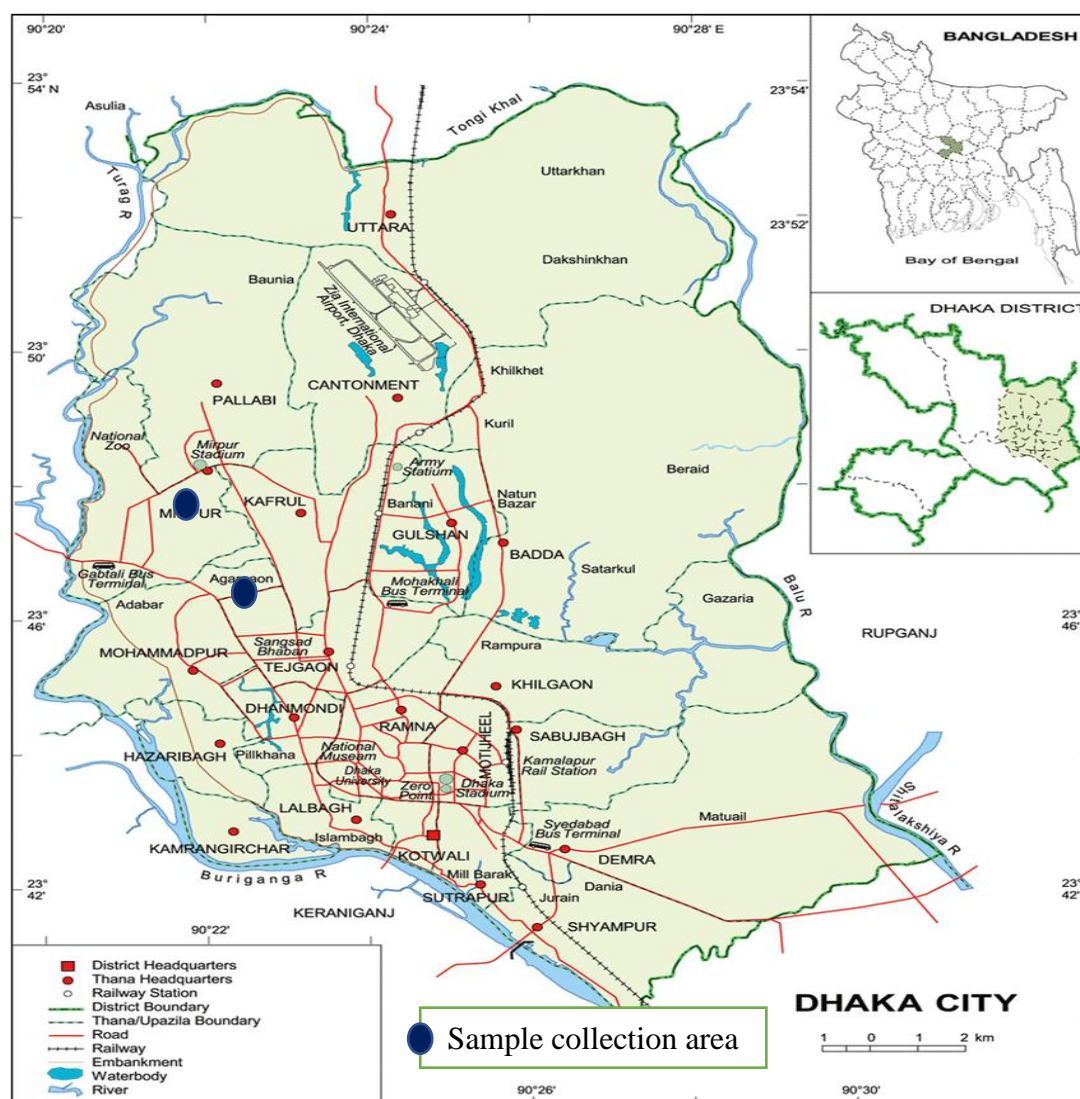 90°20'
90°24'
90°28' E
BANGLADESH
23°
54' N
23°54'
Asulia
Tongi Khal
Turag R
Uttarkhan
UTTARA
23°52'
Dakshinkhan
Bay of Bengal
Baunia
Zia International
Airport, Dhaka
DHAKA DISTRICT
23°
50'
Khilkhet
CANTONMENT
PALLABI
Kuril
National
Zoo
Mirpur
Stadium
Army
Statium
Beraid
KAFRUL
Banani
Natun
Bazar
GULSHAN
BADDA
Satarkul
Gabtali Bus
Terminal
Mohakhali
Bus Terminal
Adabar
Gazaria
Balu R
23°
46'
23°
46'
RUPGANJ
Sangsad
Bhaban
Rampura
MOHAMMADPUR
TEJGAON
KHILGAON
DHANMONDI
RAMNA
MOTIJHEEL
SABUJBAGH
HAZARIBAGH
Pillkhana
National
Museam
Kamalapur
Rail Station
Dhaka
University
Zero
Point
Dhaka
Stadium
Shitalakshiya R
LALBAGH
Matuail
Syedabad
Bus Terminal
Islambagh
KAMRANGIRCHAR
KOTWALI
DEMRA
Buriganga R
Mill Barak
Dania
23°
42'
23°
42'
SUTRAPUR
Jurain
KERANIGANJ
SHYAMPUR
90°22'
District Headquarters
Thana Headquarters
Railway Station
District Boundary
Thana/Upazila Boundary
Road
Railway
Embankment
Waterbody
River
Sample collection area
DHAKA CITY
1 0 1 2 km
90°26'
90°30'